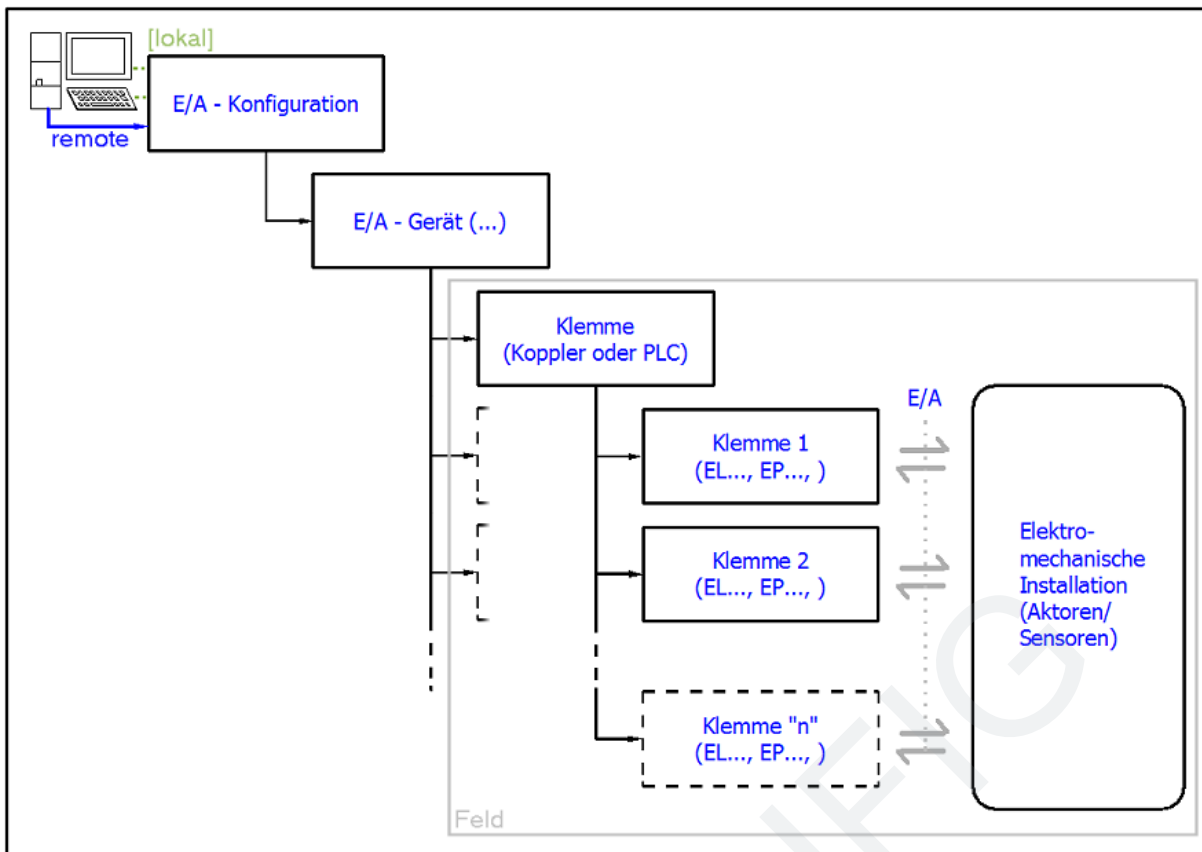 [lokal]
E/A - Konfiguration
remote
E/A - Gerät (...)
Klemme
(Koppler oder PLC)
E/A
Klemme 1
(EL..., EP..., )
Klemme 2
(EL..., EP..., )
Klemme "n"
(EL..., EP..., )
Elektro-
mechanische
Installation
(Aktoren/
Sensoren)
Feld